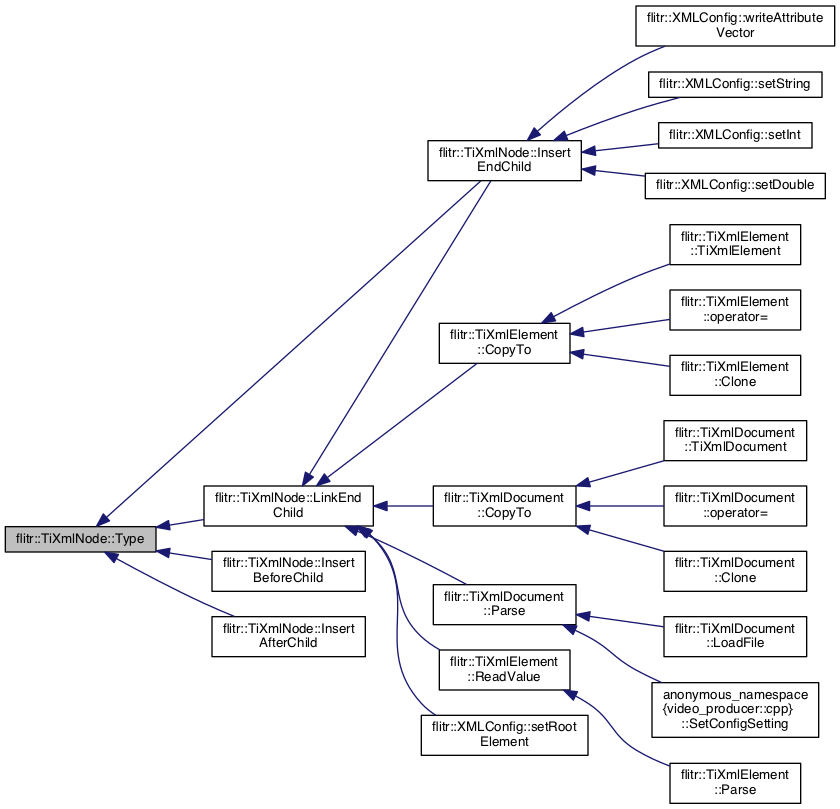 flitr::XMLConfig::writeAttribute
Vector
flitr::XMLConfig::setString
flitr::XMLConfig::setInt
flitr::TiXmlNode::Insert
EndChild
flitr::XMLConfig::setDouble
flitr::TiXmlElement
::TiXmlElement
flitr::TiXmlElement
::operator=
flitr::TiXmlElement
::CopyTo
flitr::TiXmlElement
::Clone
flitr::TiXmlDocument
::TiXmlDocument
flitr::TiXmlNode::LinkEnd
Child
flitr::TiXmlDocument
::CopyTo
flitr::TiXmlDocument
::operator=
flitr::TiXmlNode::Type
flitr::TiXmlNode::Insert
BeforeChild
flitr::TiXmlDocument
::Clone
flitr::TiXmlDocument
::Parse
flitr::TiXmlNode::Insert
AfterChild
flitr::TiXmlDocument
::LoadFile
flitr::TiXmlElement
::ReadValue
anonymous_namespace
{video_producer::cpp}
::SetConfigSetting
flitr::XMLConfig::setRoot
Element
flitr::TiXmlElement
::Parse